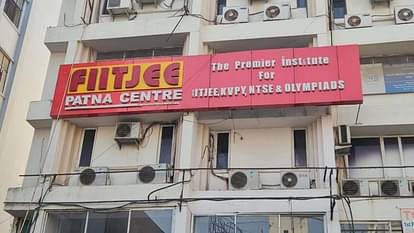 FIITJEE
PATNA CENTRE
The Premier institute
For
IITJEE,KVPY, NTSE & OLYMPIADS